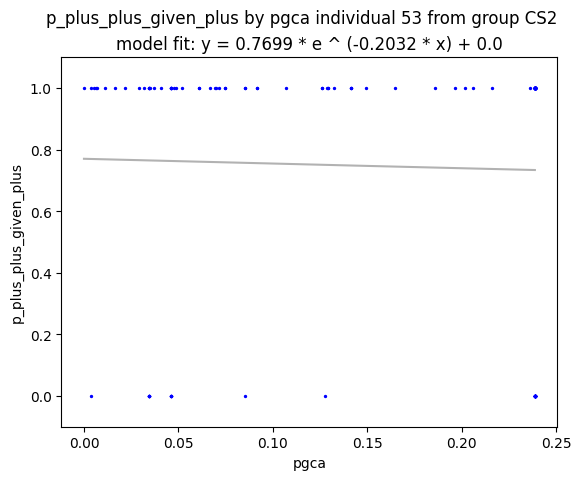 p_plus_plus_given_plus by pgca individual 53 from group CS2
model fit: y = 0.7699 * e ^ (-0.2032 * x) + 0.0
1.0
0.8
0.6
0.4
0.2
0.0
p_plus_plus_given_plus
0.00 0.05 0.10 0.15 0.20 0.25
pgca